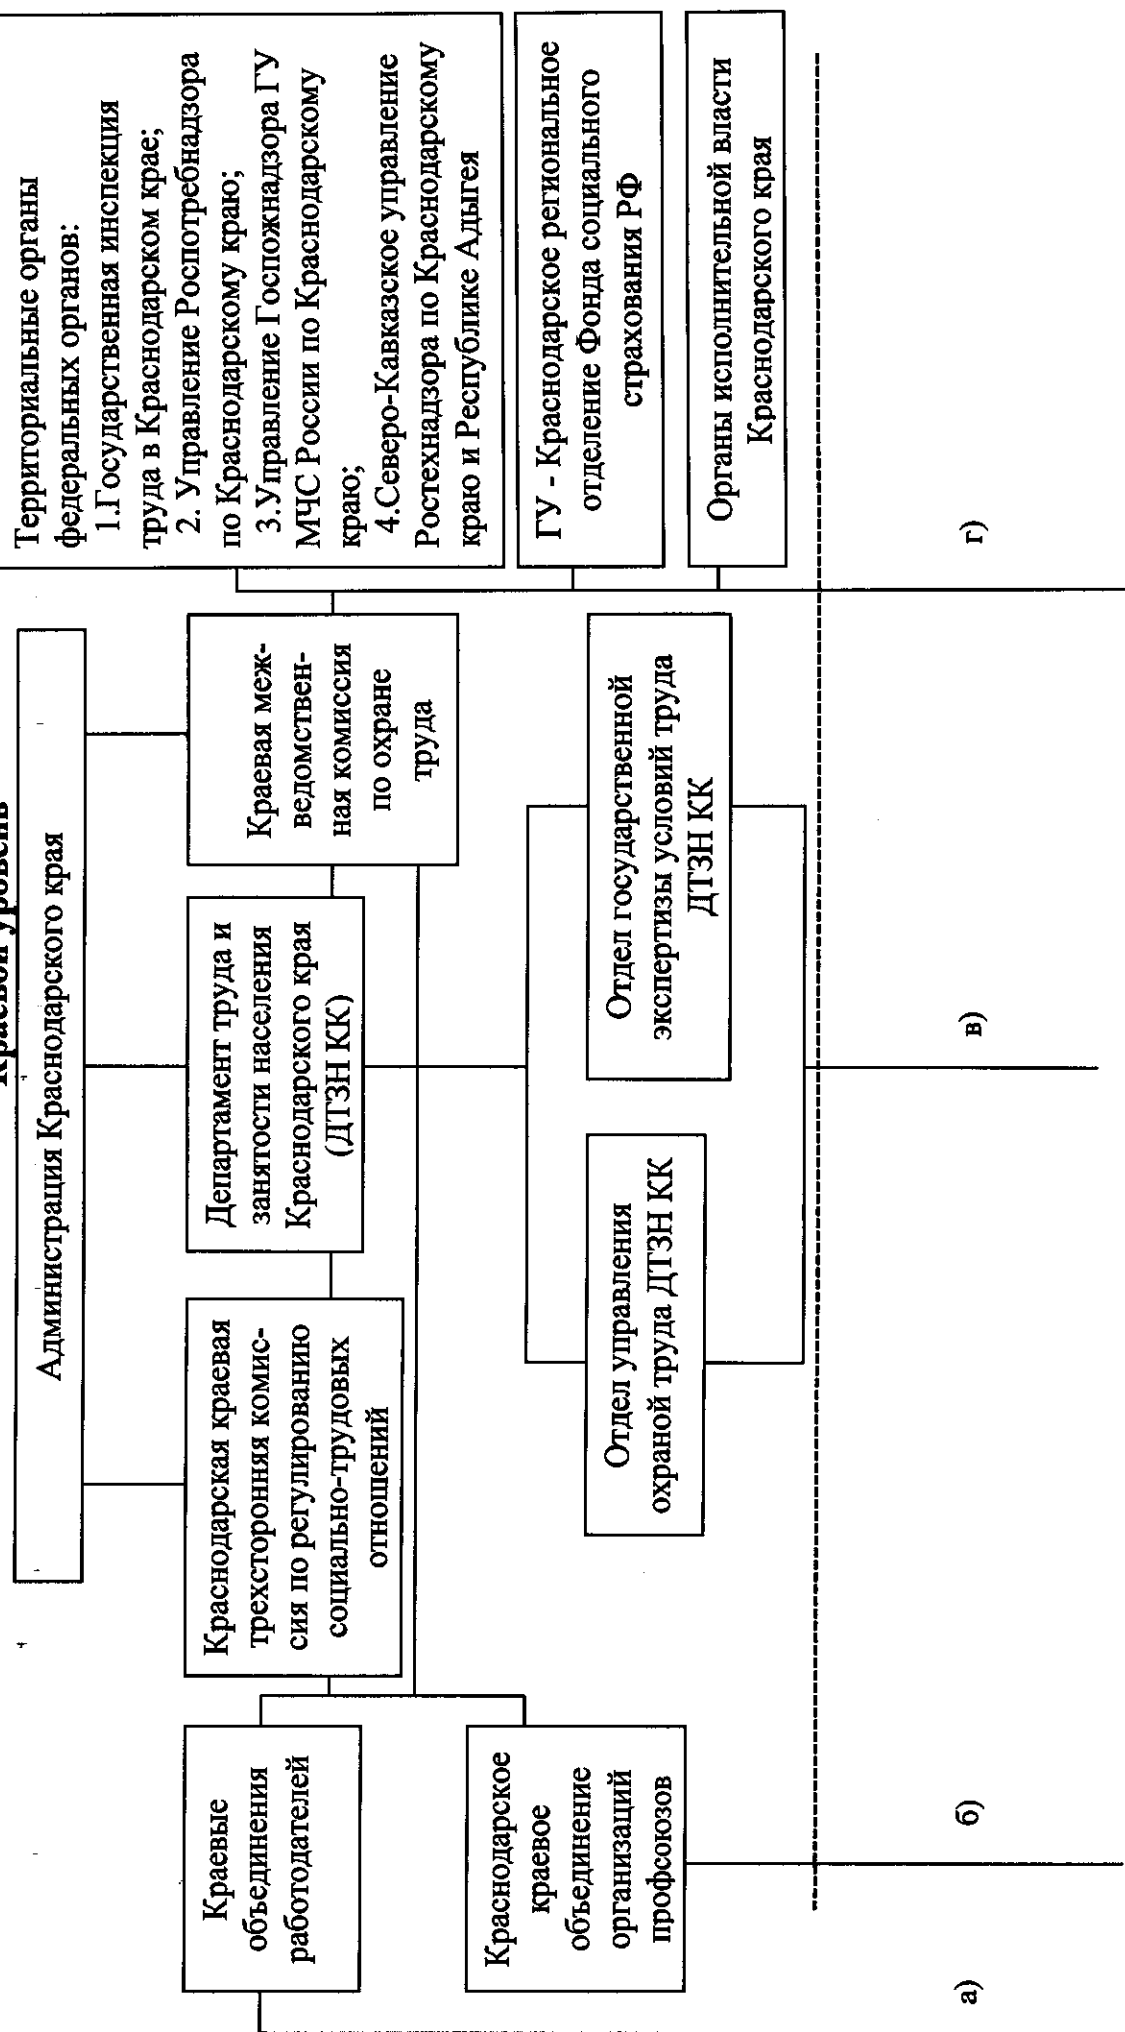 Краевой уровень
Администрация Краснодарского края
Краевые
объединения
работодателей
Краснодарское
краевое
объединение
организаций
профсоюзов
Краснодарская краевая
трехсторонняя комис-
сия по регулированию
социально-трудовых
отношений
Департамент труда и
занятости населения
Краснодарского края
(ДТЗН КК)
Краевая меж-
ведомствен-
ная комиссия
по охране
труда
Территориальные органы
федеральных органов:
1.Государственная инспекция
труда в Краснодарском крае;
2. Управление Роспотребнадзора
по Краснодарскому краю;
3.Управление Госпожнадзора ГУ
МЧС России по Краснодарскому
краю;
4.Северо-Кавказское управление
Ростехнадзора по Краснодарскому
краю и Республике Адыгея
ГУ - Краснодарское региональное
отделение Фонда социального
страхования РФ
Органы исполнительной власти
Краснодарского края
Отдел управления
охраной труда ДТЗН КК
Отдел государственной
экспертизы условий труда
ДТЗН КК
а)
б)
в)
г)